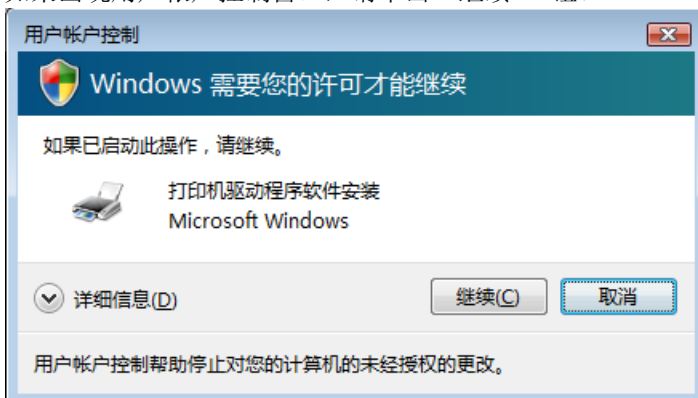 用户帐户控制
Windows 需要您的许可才能继续
如果已启动此操作，请继续。
打印机驱动程序软件安装
Microsoft Windows
详细信息(D)
继续(C)
取消
用户帐户控制帮助停止对您的计算机的未经授权的更改。